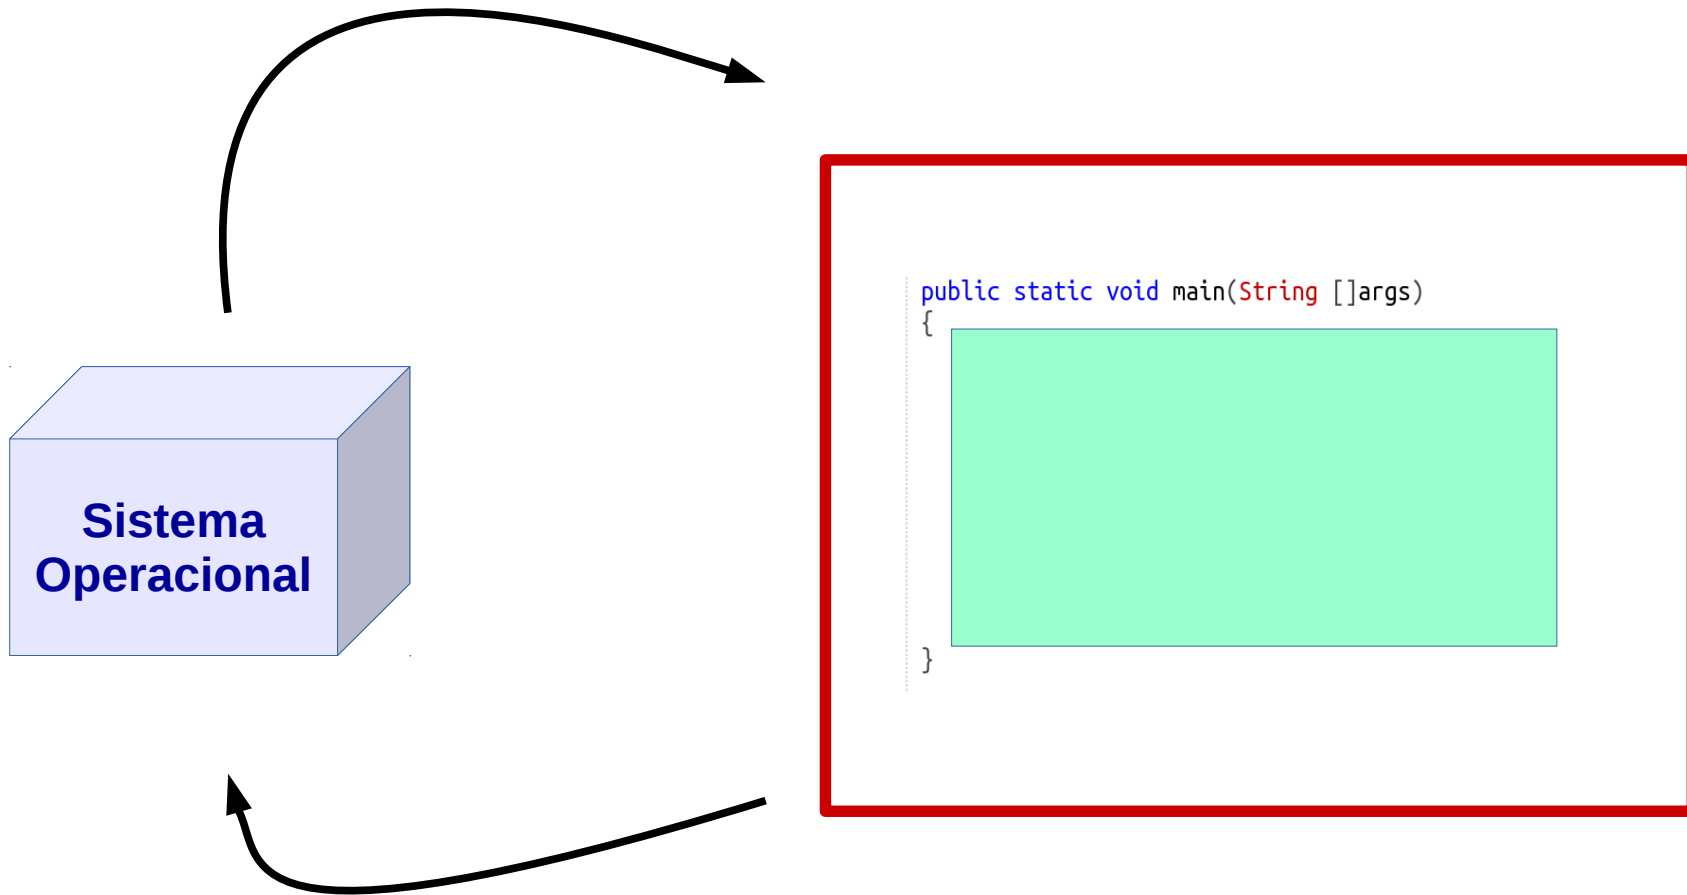 Sistema
Operacional
public static void main(String []args)
{
}